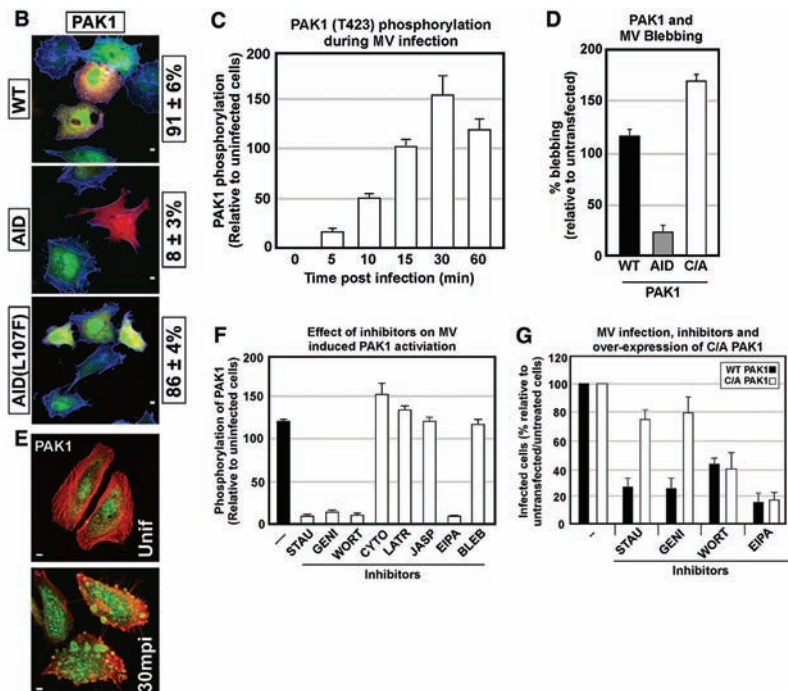 B
PAK1
WT
91 ± 6%
AID
8 ± 3%
AID(L107F)
86 ± 4%
C
PAK1 (T423) phosphorylation
during MV infection
PAK1 phosphorylation
(Relative to uninfected cells)
200
150
100
50
0
0 5 10 15 30 60
Time post infection (min)
D
PAK1 and
MV Blebbing
% blebbing
(relative to untransfected)
200
150
100
50
0
WT AID C/A
PAK1
E
PAK1
Unif
30mpi
F
Effect of inhibitors on MV
induced PAK1 activiation
Phosphorylation of PAK1
(Relative to uninfected cells)
200
150
100
50
0
—
STAU
GENI
WORT
CYTO
LATR
JASP
EIPA
BLEB
Inhibitors
G
MV infection, inhibitors and
over-expression of C/A PAK1
WT PAK1
C/A PAK1
Infected cells (% relative to
untransfected/untreated cells)
100
80
60
40
20
0
--
STAU
GENI
WORT
EIPA
Inhibitors